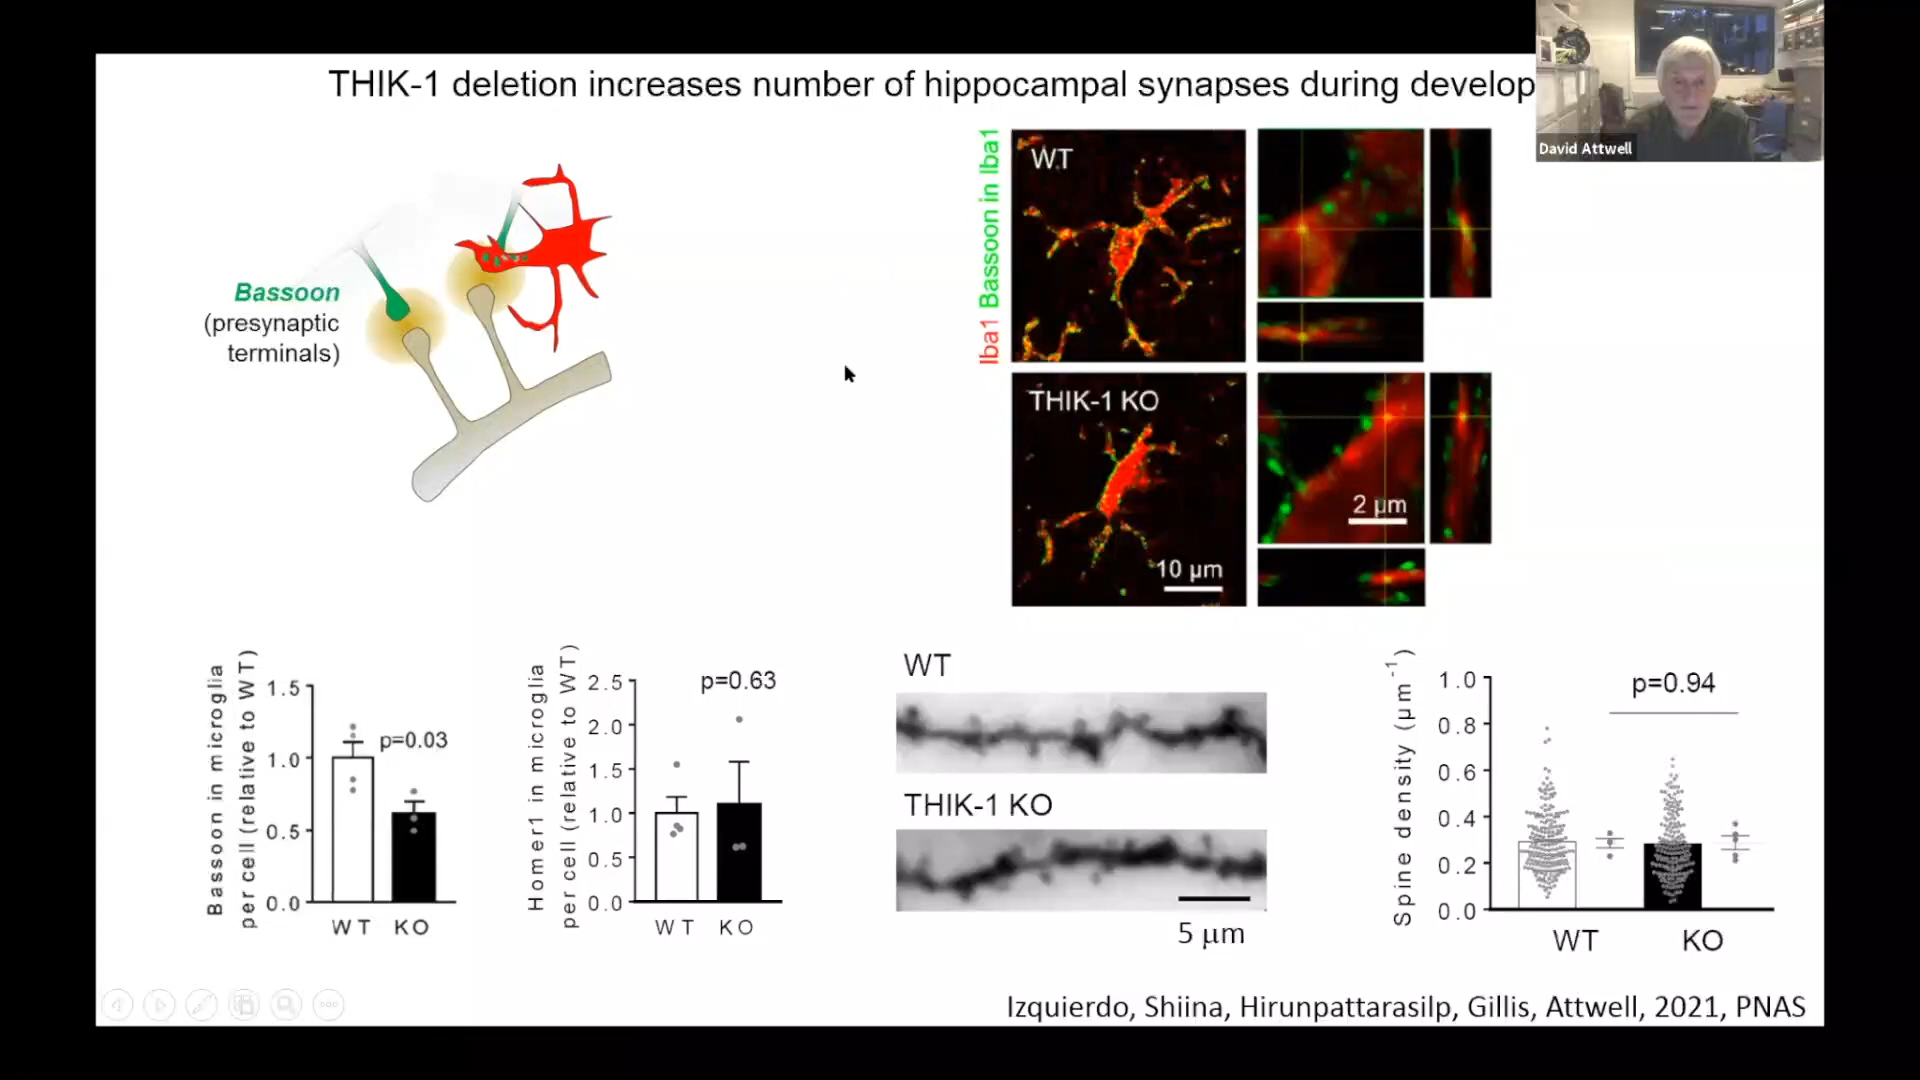 THIK-1 deletion increases number of hippocampal synapses during develop
David Attwell
Bassoon
(presynaptic
terminals)
Iba1 Bassoon in Iba1
WT
THIK-1 KO
10 µm
2 µm
Bassoon in microglia
per cell (relative to WT)
1.5
1.0
0.5
0.0
p=0.03
WT KO
Homer1 in microglia
per cell (relative to WT)
2.5
2.0
1.5
1.0
0.5
0.0
p=0.63
WT KO
WT
THIK-1 KO
5 µm
Spine density (µm⁻¹)
1.0
0.8
0.6
0.4
0.2
0.0
p=0.94
WT KO
Izquierdo, Shiina, Hirunpattarasilp, Gillis, Attwell, 2021, PNAS